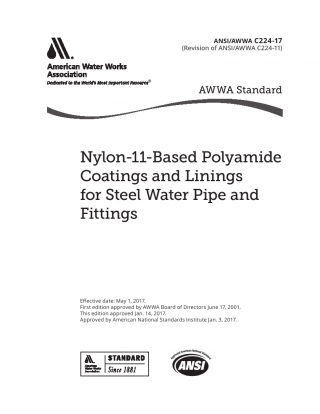 ANSI/AWWA C224-17
(Revision of ANSI/AWWA C224-11)
American Water Works
Association
Dedicated to the World's Most Important Resource®
AWWA Standard
Nylon-11-Based Polyamide
Coatings and Linings
for Steel Water Pipe and
Fittings
Effective date: May 1, 2017.
First edition approved by AWWA Board of Directors June 17, 2001.
This edition approved Jan. 14, 2017.
Approved by American National Standards Institute Jan. 3, 2017.
American Water Works
Association
STANDARD
Since 1881
ANSI